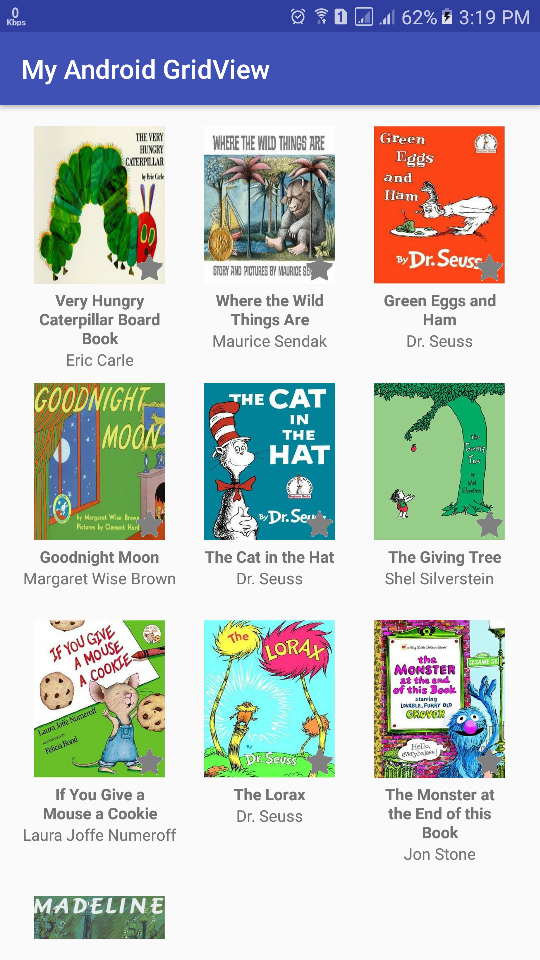 0
Kbps
1
62%
3:19 PM
My Android GridView
THE VERY
HUNGRY
CATERPILLAR
by Eric Carle
WHERE THE WILD THINGS ARE
STORY AND PICTURES BY MAURICE
Green
Eggs
and
Ham
By Dr. Seuss
Very Hungry
Caterpillar Board
Book
Eric Carle
Where the Wild
Things Are
Maurice Sendak
Green Eggs and
Ham
Dr. Seuss
GOODNIGHT
MOON
by Margaret Wise Brown
Pictures by Clement Hurd
THE CAT
IN
THE
HAT
By Dr. Seuss
The
Giving
Tree
by
Shel Silverstein
Goodnight Moon
Margaret Wise Brown
The Cat in the Hat
Dr. Seuss
The Giving Tree
Shel Silverstein
IF YOU GIVE
A MOUSE
A COOKIE
Laura Joffe Numeroff
Felicia Bond
The
LORAX
By Dr. Seuss
SESAME ST
the
MONSTER
at the end
of this Book
starring
LOVABLE, FURRY OLD
GROVER
Hello,
everybodeee!
If You Give a
Mouse a Cookie
Laura Joffe Numeroff
The Lorax
Dr. Seuss
The Monster at
the End of this
Book
Jon Stone
MADELINE